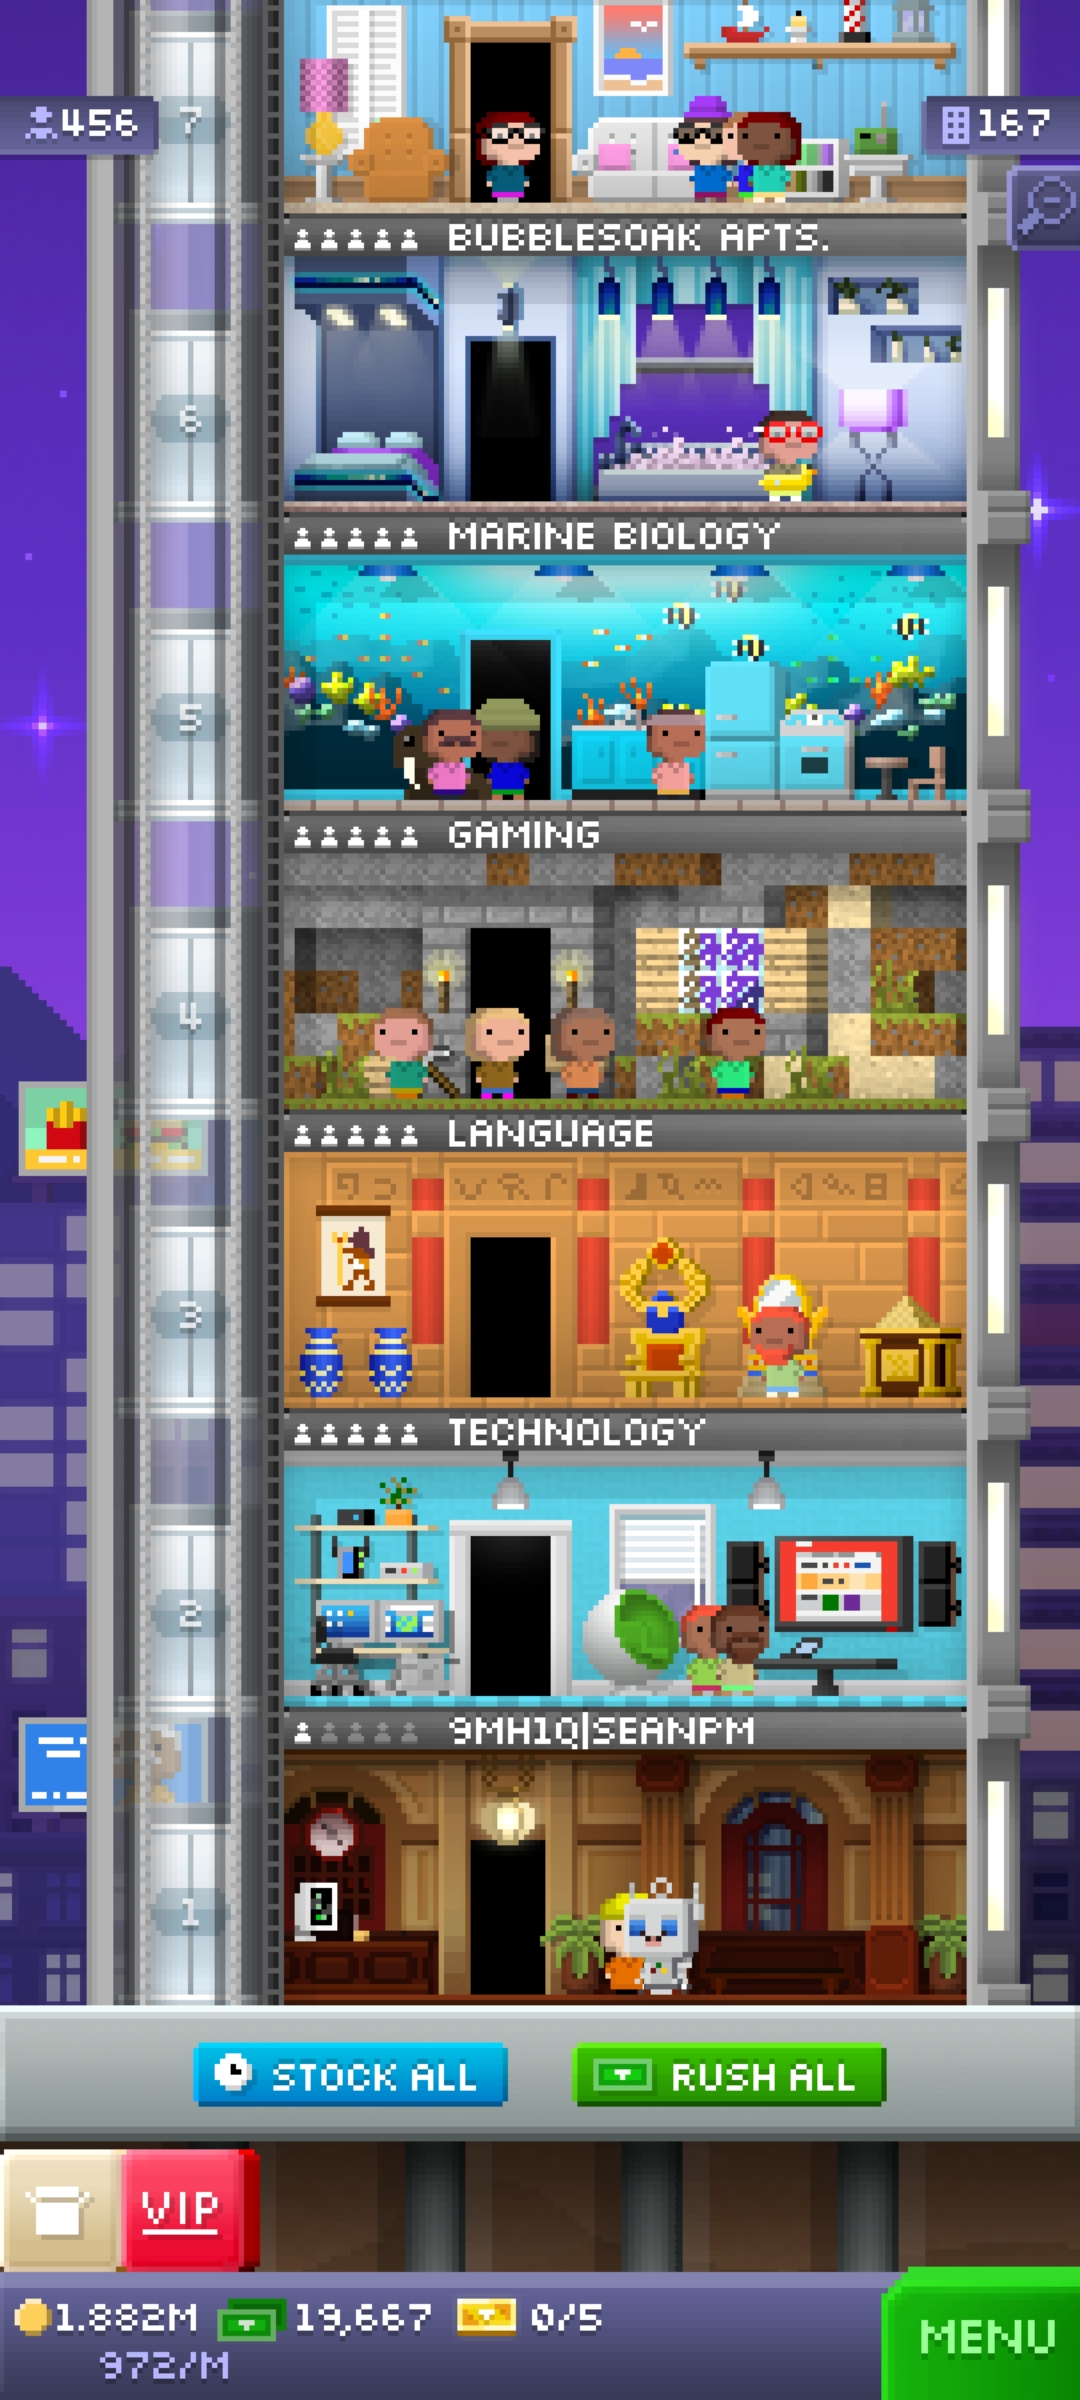 7
456
167
BUBBLESOAK APTS.
6
MARINE BIOLOGY
5
GAMING
4
LANGUAGE
3
TECHNOLOGY
2
9MH1Q|SEANPM
1
STOCK ALL
RUSH ALL
VIP
1.882M
19,667
0/5
972/M
MENU